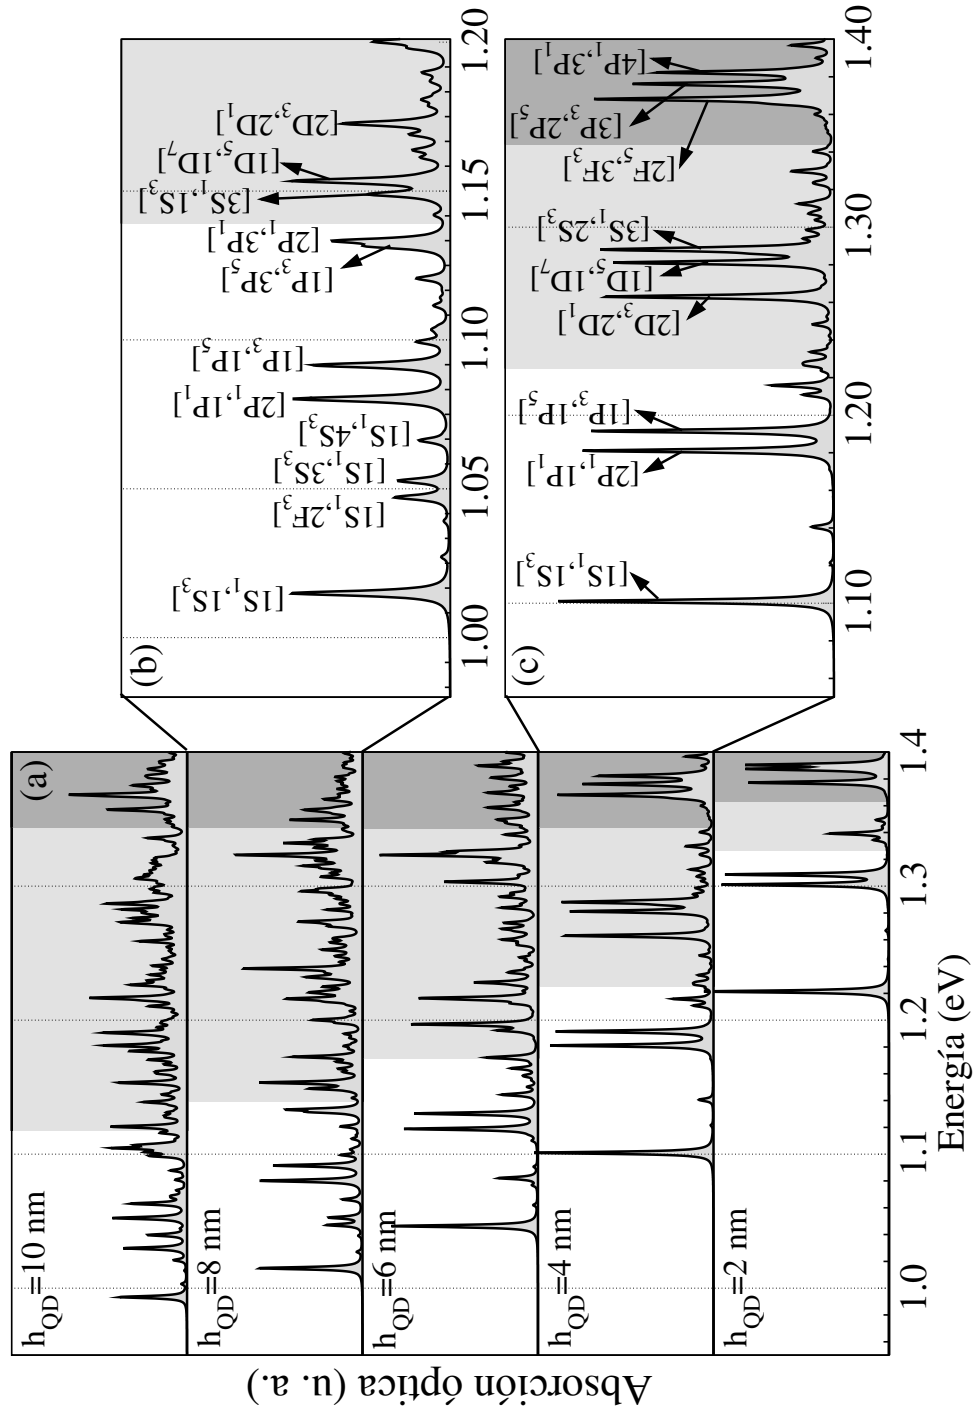 Absorción óptica (u. a.)
(a)
h_QD=10 nm
h_QD=8 nm
h_QD=6 nm
h_QD=4 nm
h_QD=2 nm
1.0 1.1 1.2 1.3 1.4
Energía (eV)
(b)
[1S₁,1S₃]
[1S₁,2F₃]
[1S₁,3S₃]
[1S₁,4S₃]
[2P₁,1P₁]
[1P₃,1P₅]
[1P₃,3P₅]
[2P₁,3P₁]
[3S₁,1S₃]
[1D₅,1D₇]
[2D₃,2D₁]
1.00 1.05 1.10 1.15 1.20
(c)
[1S₁,1S₃]
[2P₁,1P₁]
[1P₃,1P₅]
[2D₃,2D₁]
[1D₅,1D₇]
[3S₁,2S₃]
[2F₅,3F₃]
[3P₃,2P₅]
[4P₁,3P₁]
1.10 1.20 1.30 1.40